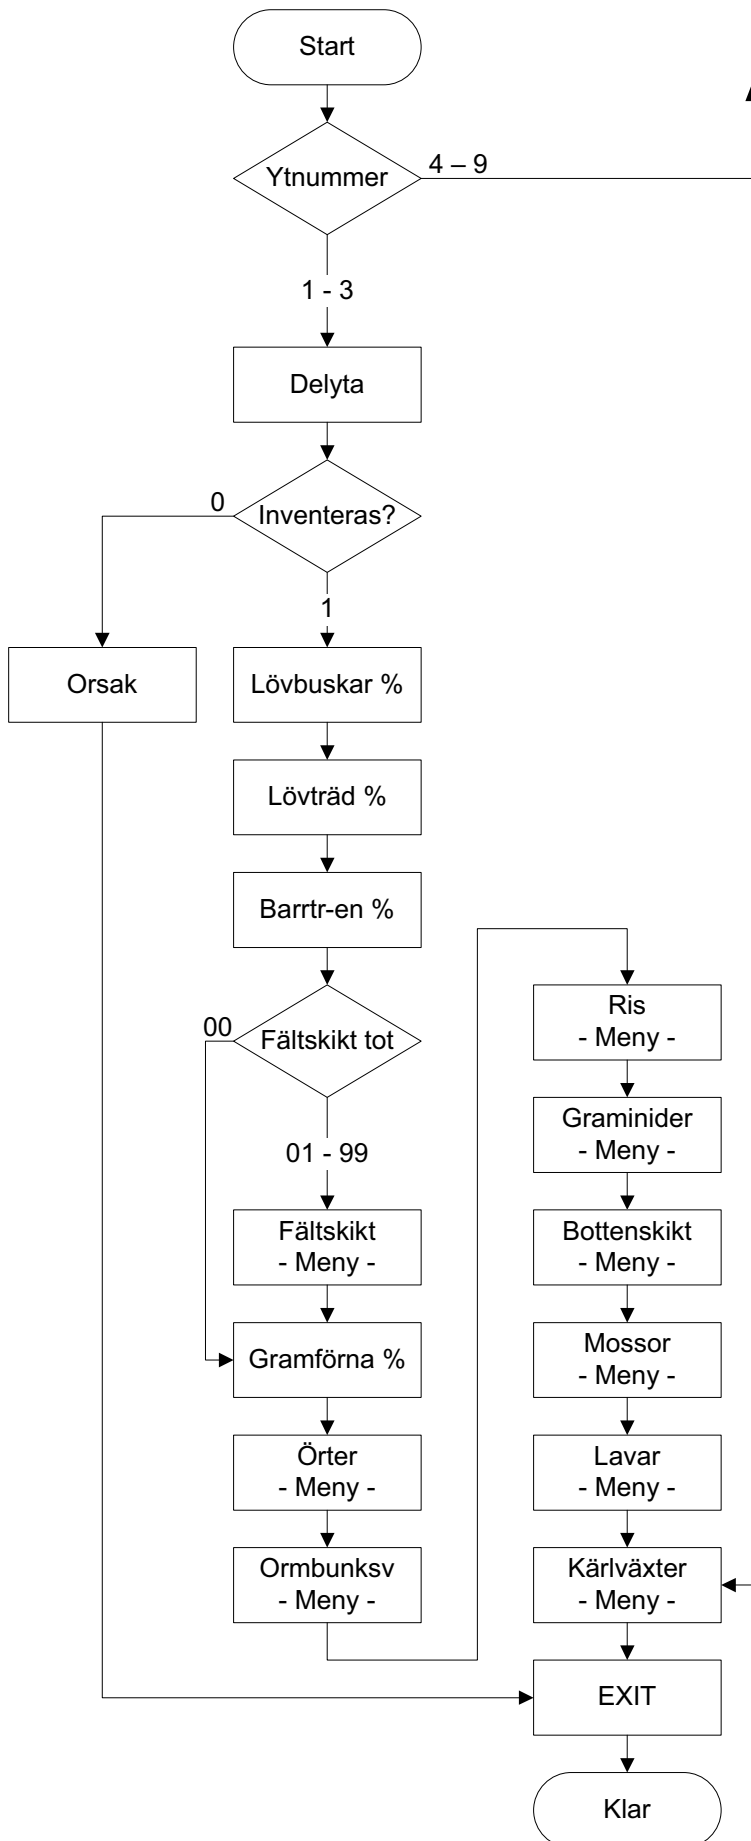 Start
Ytnummer
4 – 9
1 - 3
Delyta
Inventeras?
0
1
Orsak
Lövbuskar %
Lövträd %
Barrtr-en %
Fältskikt tot
00
01 - 99
Fältskikt
- Meny -
Gramförna %
Örter
- Meny -
Ormbunksv
- Meny -
Ris
- Meny -
Graminider
- Meny -
Bottenskikt
- Meny -
Mossor
- Meny -
Lavar
- Meny -
Kärlväxter
- Meny -
EXIT
Klar